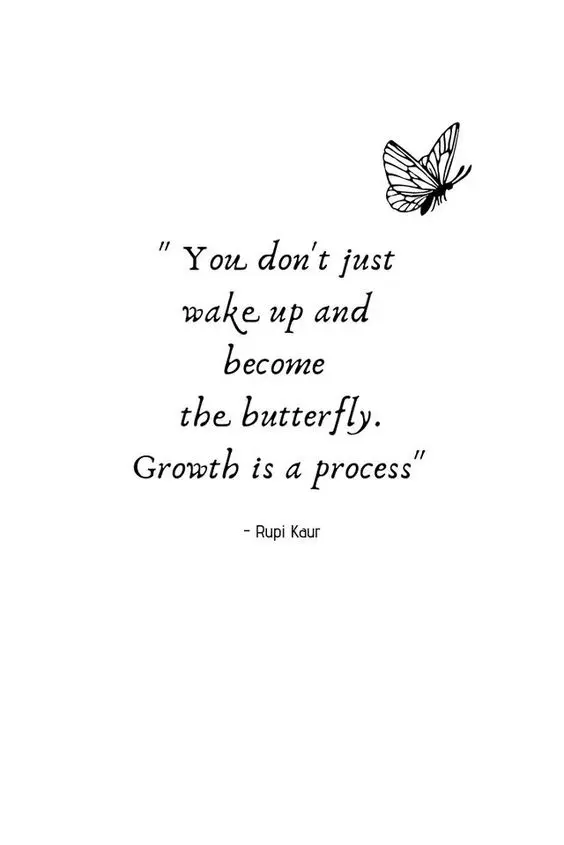 " You don't just
wake up and
become
the butterfly.
Growth is a process"
- Rupi Kaur